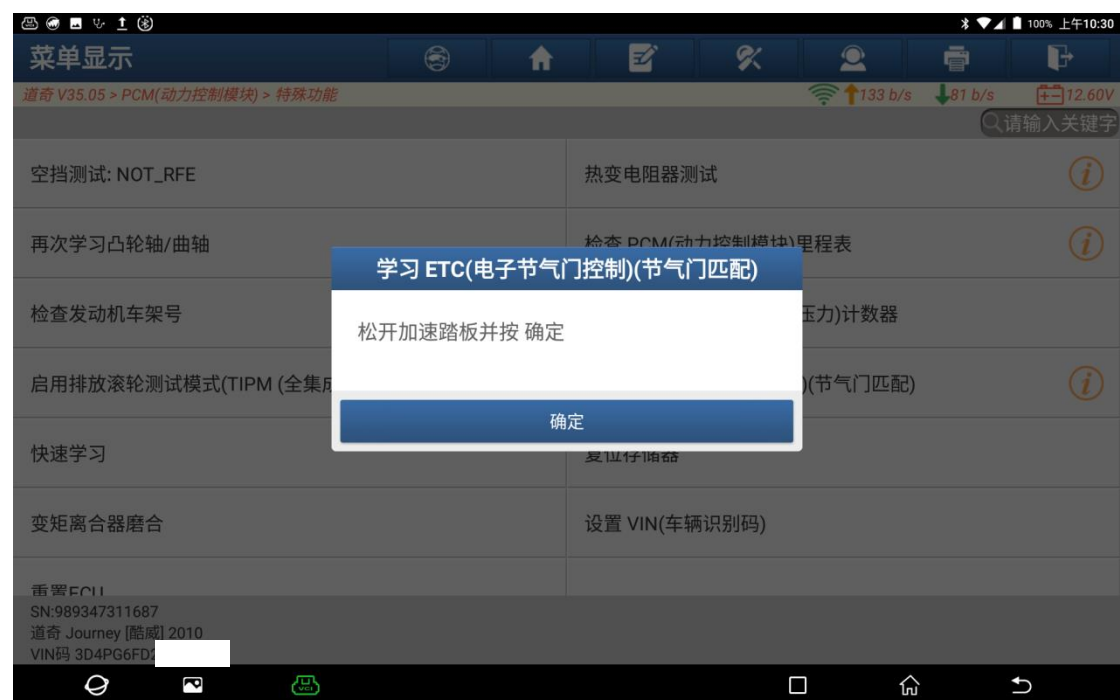 100% 上午10:30
菜单显示
道奇 V35.05 > PCM(动力控制模块) > 特殊功能
133 b/s 81 b/s 12.60V
请输入关键字
空挡测试: NOT_RFE
热变电阻器测试
再次学习凸轮轴/曲轴
检查 PCM(动力控制模块)里程表
学习 ETC(电子节气门控制)(节气门匹配)
检查发动机车架号
压力)计数器
松开加速踏板并按 确定
启用排放滚轮测试模式(TIPM (全集成
)(节气门匹配)
确定
快速学习
复位存储器
变矩离合器磨合
设置 VIN(车辆识别码)
重置ECU
SN:989347311687
道奇 Journey [酷威] 2010
VIN码 3D4PG6FD2
VCI